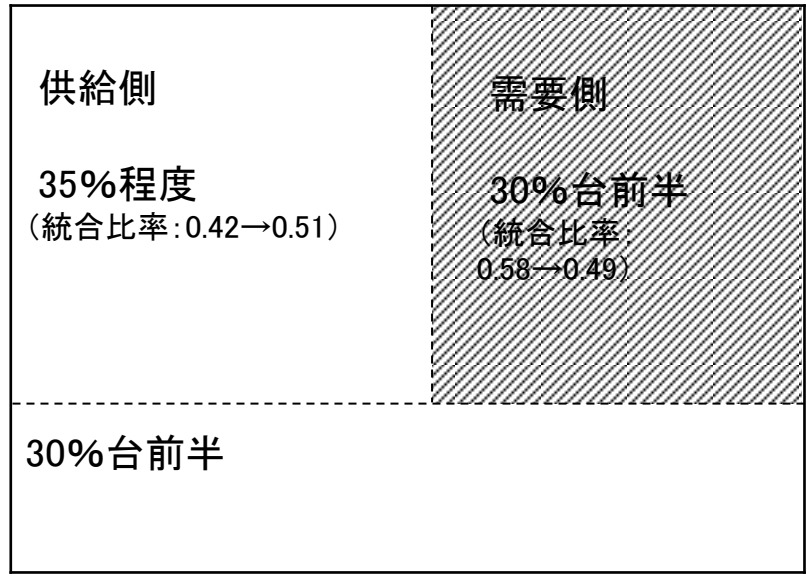 供給側
35%程度
（統合比率：0.42→0.51）
需要側
30%台前半
（統合比率：
0.58→0.49）
30%台前半